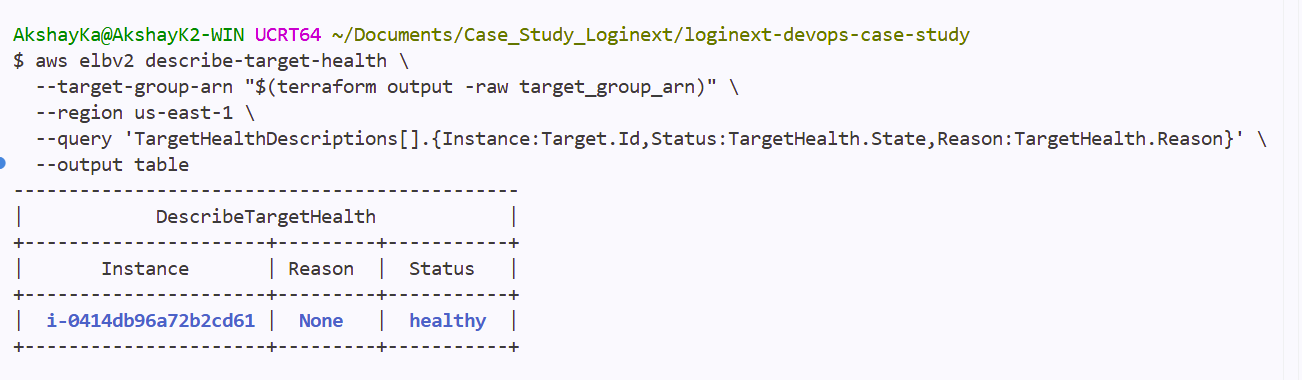 AkshayKa@AkshayK2-WIN UCRT64 ~/Documents/Case_Study_Loginext/loginext-devops-case-study
$ aws elbv2 describe-target-health \
  --target-group-arn "$(terraform output -raw target_group_arn)" \
  --region us-east-1 \
  --query 'TargetHealthDescriptions[].{Instance:Target.Id,Status:TargetHealth.State,Reason:TargetHealth.Reason}' \
  --output table
----------------------------------------------
|            DescribeTargetHealth            |
+----------------------+---------+-----------+
|       Instance       | Reason  |  Status   |
+----------------------+---------+-----------+
|  i-0414db96a72b2cd61 |  None   |  healthy  |
+----------------------+---------+-----------+